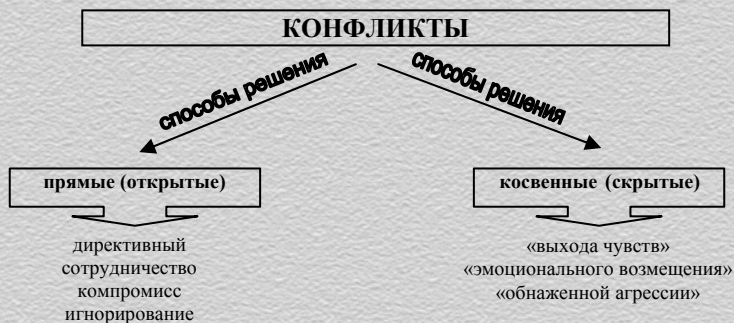 КОНФЛИКТЫ
способы решения
способы решения
прямые (открытые)
косвенные (скрытые)
директивный
сотрудничество
компромисс
игнорирование
«выхода чувств»
«эмоционального возмещения»
«обнаженной агрессии»